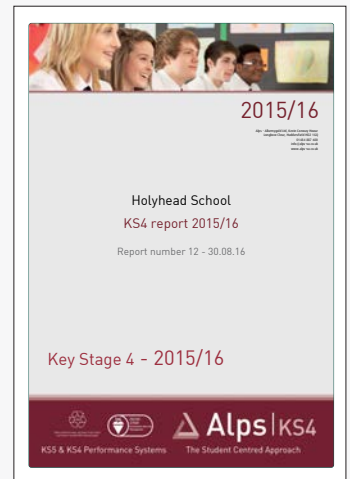 2015/16
Holyhead School
KS4 report 2015/16
Report number 12 - 30.08.16
Key Stage 4 - 2015/16
Alps | KS4
KS5 & KS4 Performance Systems
The Student Centred Approach